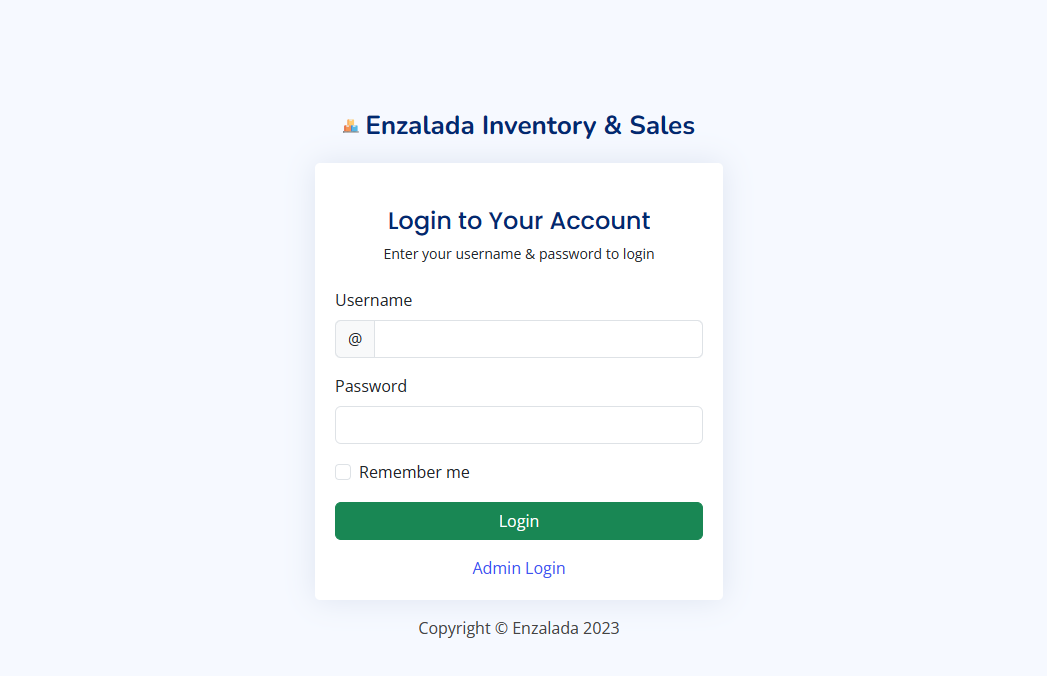 Enzalada Inventory & Sales
Login to Your Account
Enter your username & password to login
Username
@
Password
Remember me
Login
Admin Login
Copyright © Enzalada 2023